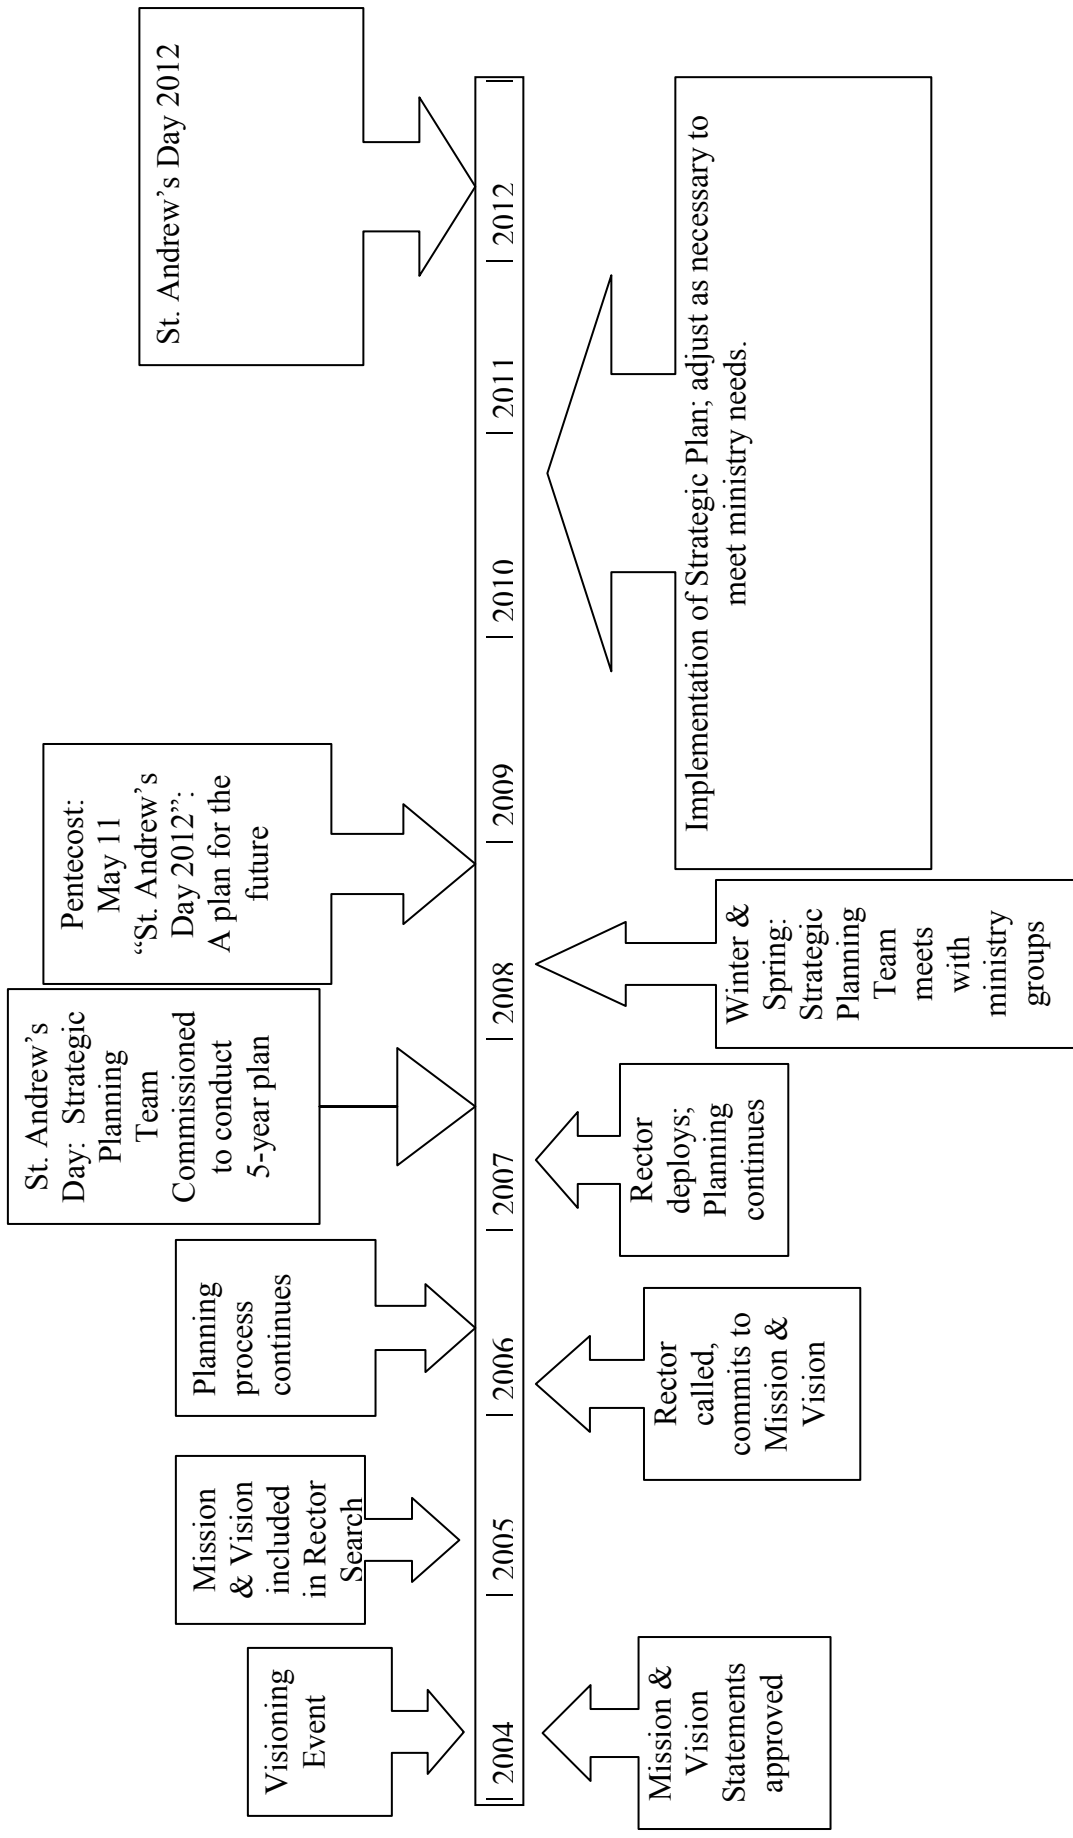 Visioning
Event
Mission
& Vision
included
in Rector
Search
Planning
process
continues
St. Andrew’s
Day:  Strategic
Planning
Team
Commissioned
to conduct
5-year plan
Pentecost:
May 11
“St. Andrew’s
Day 2012”:
A plan for the
future
St. Andrew’s Day 2012
| 2004 | 2005 | 2006 | 2007 | 2008 | 2009 | 2010 | 2011 | 2012 |
Mission &
Vision
Statements
approved
Rector
called,
commits to
Mission &
Vision
Rector
deploys;
Planning
continues
Winter &
Spring:
Strategic
Planning
Team
meets
with
ministry
groups
Implementation of Strategic Plan; adjust as necessary to
meet ministry needs.